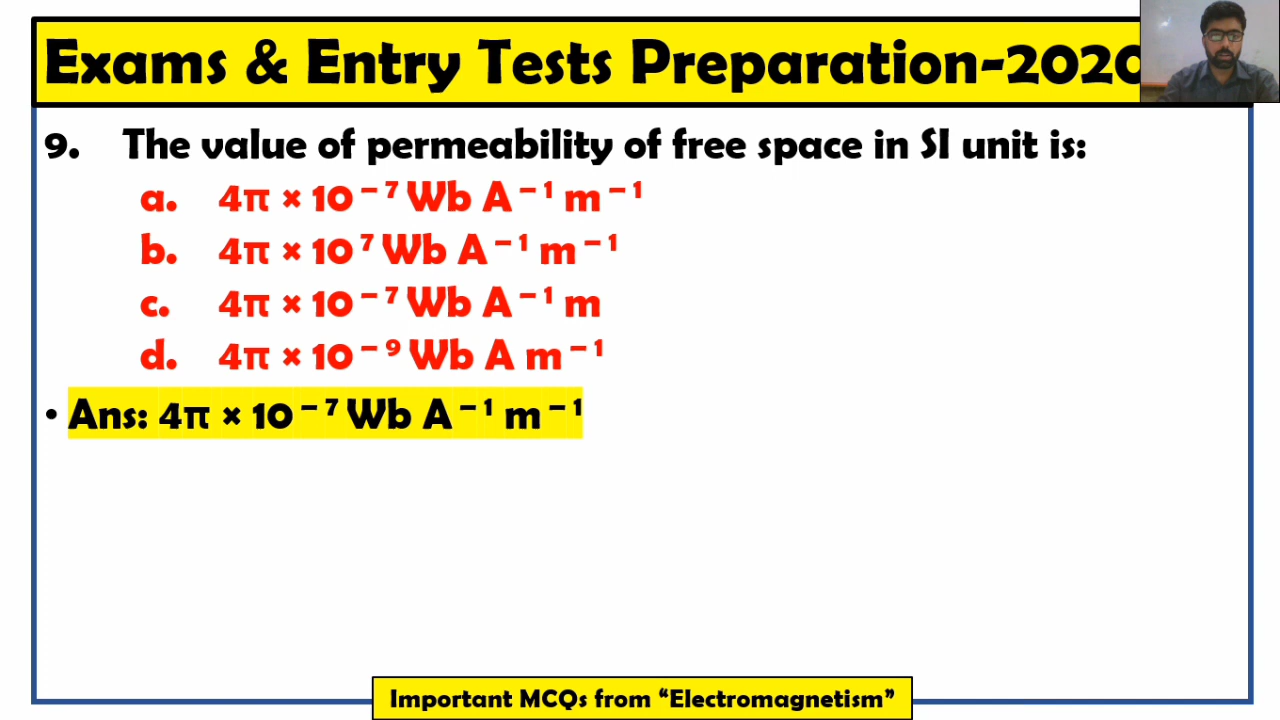 Exams & Entry Tests Preparation-2020
9. The value of permeability of free space in SI unit is:
a. 4π × 10⁻⁷ Wb A⁻¹ m⁻¹
b. 4π × 10⁷ Wb A⁻¹ m⁻¹
c. 4π × 10⁻⁷ Wb A⁻¹ m
d. 4π × 10⁻⁹ Wb A m⁻¹
• Ans: 4π × 10⁻⁷ Wb A⁻¹ m⁻¹
Important MCQs from “Electromagnetism”